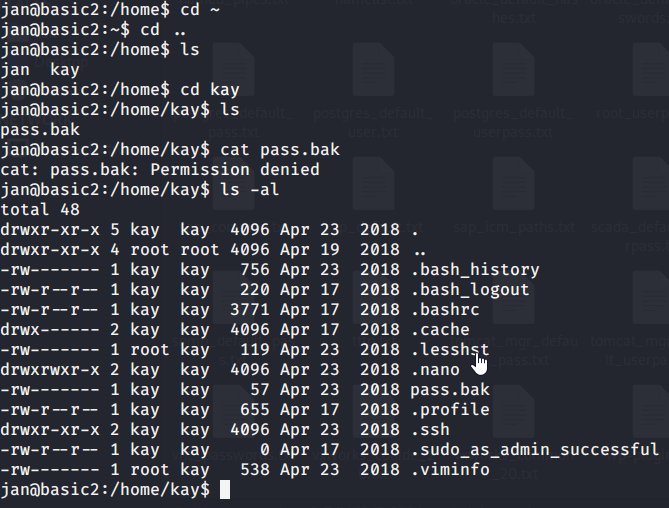 jan@basic2:/home$ cd ~
jan@basic2:~$ cd ..
jan@basic2:/home$ ls
jan  kay
jan@basic2:/home$ cd kay
jan@basic2:/home/kay$ ls
pass.bak
jan@basic2:/home/kay$ cat pass.bak
cat: pass.bak: Permission denied
jan@basic2:/home/kay$ ls -al
total 48
drwxr-xr-x 5 kay  kay  4096 Apr 23  2018 .
drwxr-xr-x 4 root root 4096 Apr 19  2018 ..
-rw------- 1 kay  kay   756 Apr 23  2018 .bash_history
-rw-r--r-- 1 kay  kay   220 Apr 17  2018 .bash_logout
-rw-r--r-- 1 kay  kay  3771 Apr 17  2018 .bashrc
drwx------ 2 kay  kay  4096 Apr 17  2018 .cache
-rw------- 1 root kay   119 Apr 23  2018 .lesshst
drwxrwxr-x 2 kay  kay  4096 Apr 23  2018 .nano
-rw------- 1 kay  kay    57 Apr 23  2018 pass.bak
-rw-r--r-- 1 kay  kay   655 Apr 17  2018 .profile
drwxr-xr-x 2 kay  kay  4096 Apr 23  2018 .ssh
-rw-r--r-- 1 kay  kay     0 Apr 17  2018 .sudo_as_admin_successful
-rw------- 1 root kay   538 Apr 23  2018 .viminfo
jan@basic2:/home/kay$